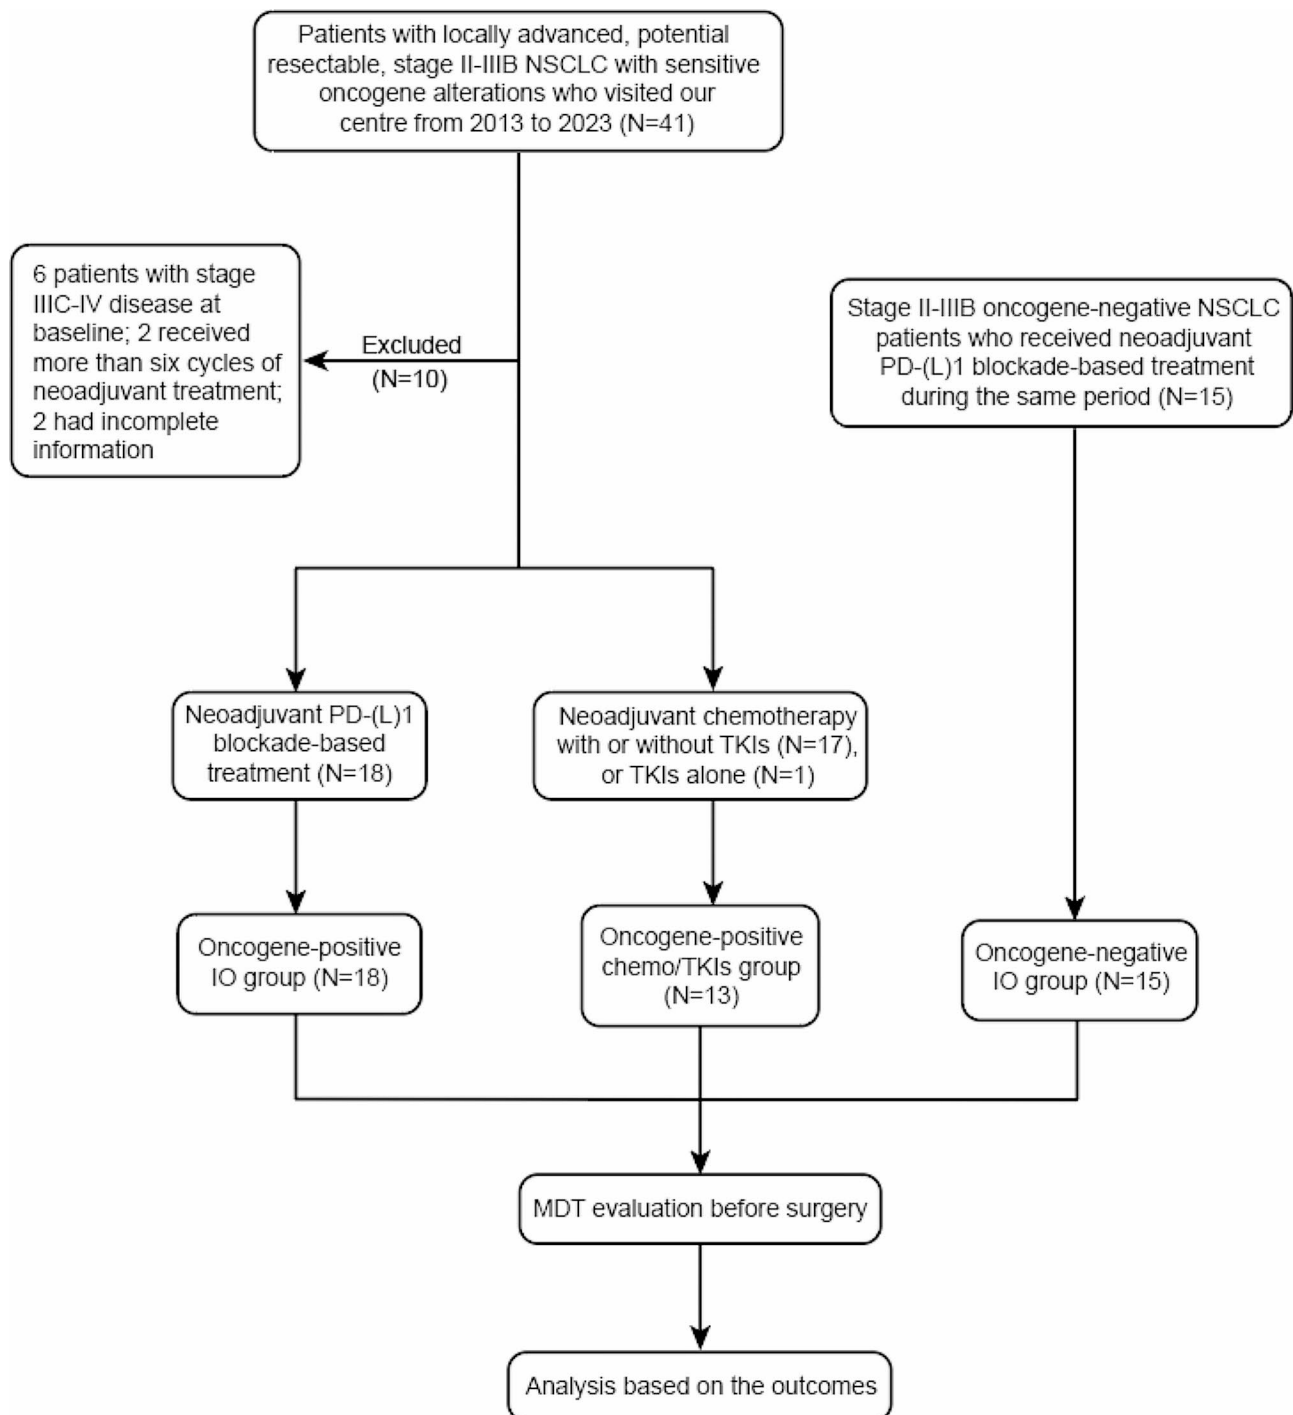 Patients with locally advanced, potential
resectable, stage II-IIIB NSCLC with sensitive
oncogene alterations who visited our
centre from 2013 to 2023 (N=41)
6 patients with stage
IIIC-IV disease at
baseline; 2 received
more than six cycles of
neoadjuvant treatment;
2 had incomplete
information
Excluded
(N=10)
Stage II-IIIB oncogene-negative NSCLC
patients who received neoadjuvant
PD-(L)1 blockade-based treatment
during the same period (N=15)
Neoadjuvant PD-(L)1
blockade-based
treatment (N=18)
Neoadjuvant chemotherapy
with or without TKIs (N=17),
or TKIs alone (N=1)
Oncogene-positive
IO group (N=18)
Oncogene-positive
chemo/TKIs group
(N=13)
Oncogene-negative
IO group (N=15)
MDT evaluation before surgery
Analysis based on the outcomes